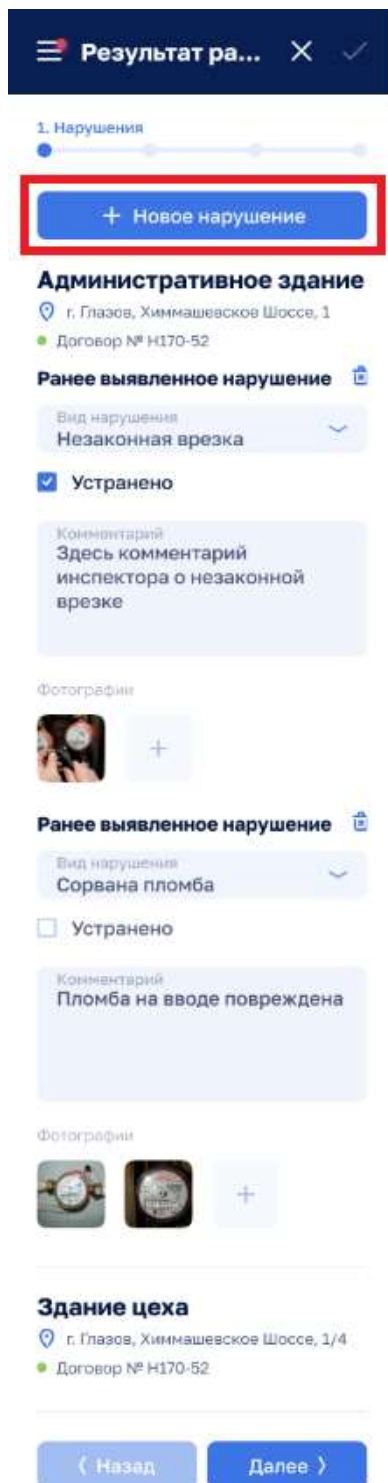 Результат ра...
1. Нарушения
+ Новое нарушение
Административное здание
г. Глазов, Химмашевское Шоссе, 1
Договор № Н170-52
Ранее выявленное нарушение
Вид нарушения
Незаконная врезка
Устранено
Комментарий
Здесь комментарий
инспектора о незаконной
врезке
Фотографии
+
Ранее выявленное нарушение
Вид нарушения
Сорвана пломба
Устранено
Комментарий
Пломба на вводе повреждена
Фотографии
+
Здание цеха
г. Глазов, Химмашевское Шоссе, 1/4
Договор № Н170-52
Назад
Далее